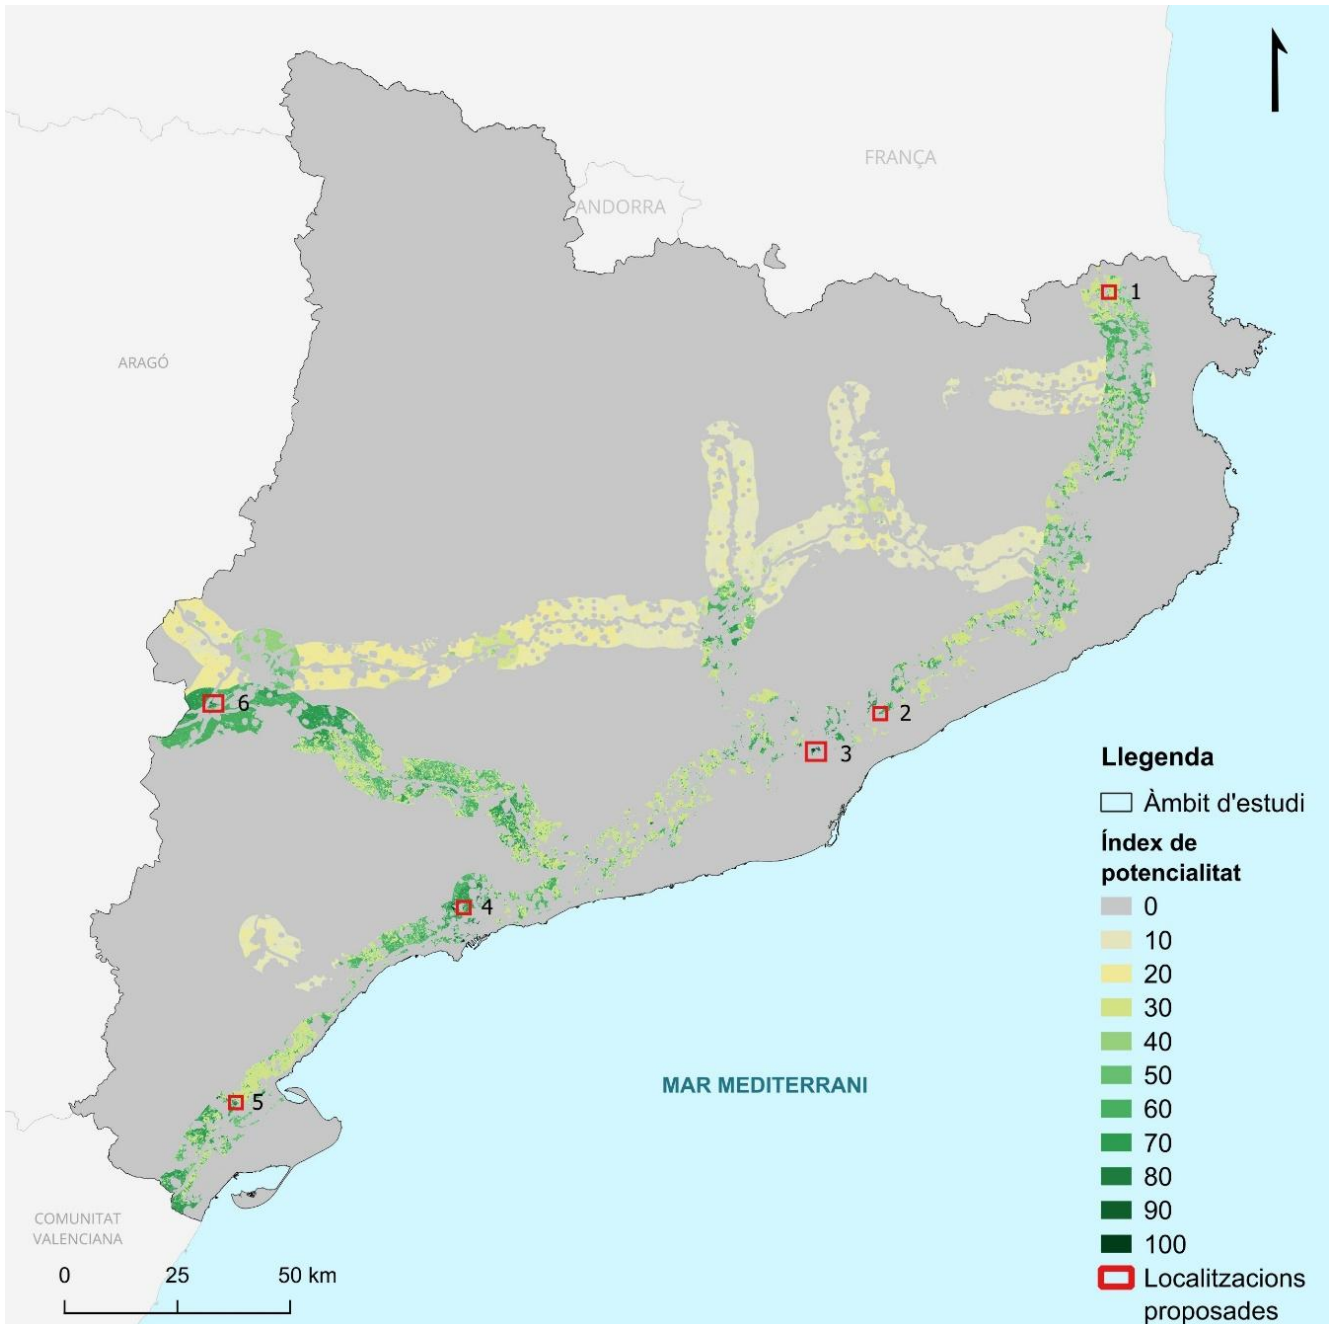 FRANÇA
ANDORRA
1
ARAGÓ
6
2
3
Llegenda
Àmbit d'estudi
Índex de
potencialitat
0
10
20
30
40
50
60
70
80
90
100
Localitzacions
proposades
4
MAR MEDITERRANI
5
COMUNITAT
VALENCIANA
0 25 50 km